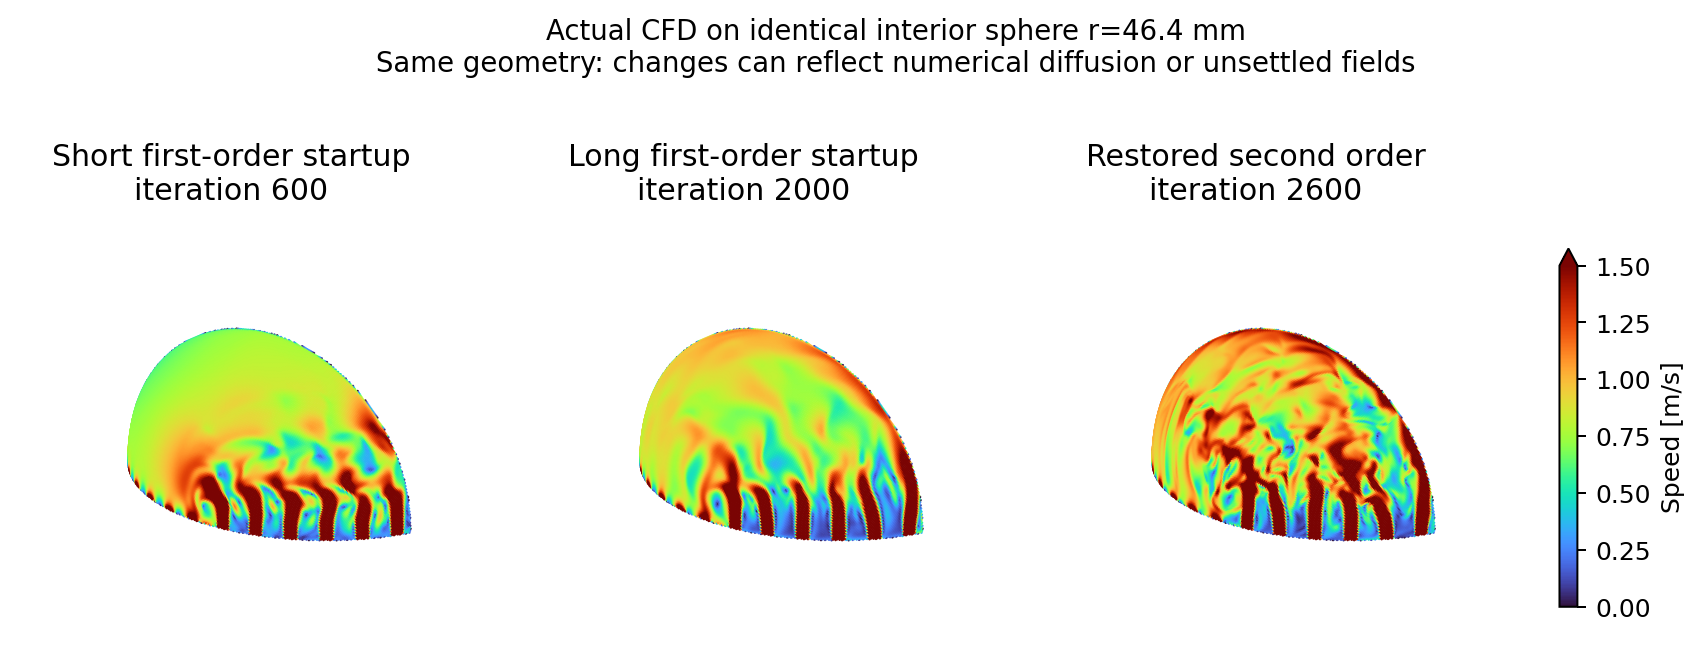 Actual CFD on identical interior sphere r=46.4 mm
Same geometry: changes can reflect numerical diffusion or unsettled fields
Short first-order startup
iteration 600
Long first-order startup
iteration 2000
Restored second order
iteration 2600
1.50
1.25
1.00
0.75
0.50
0.25
0.00
Speed [m/s]